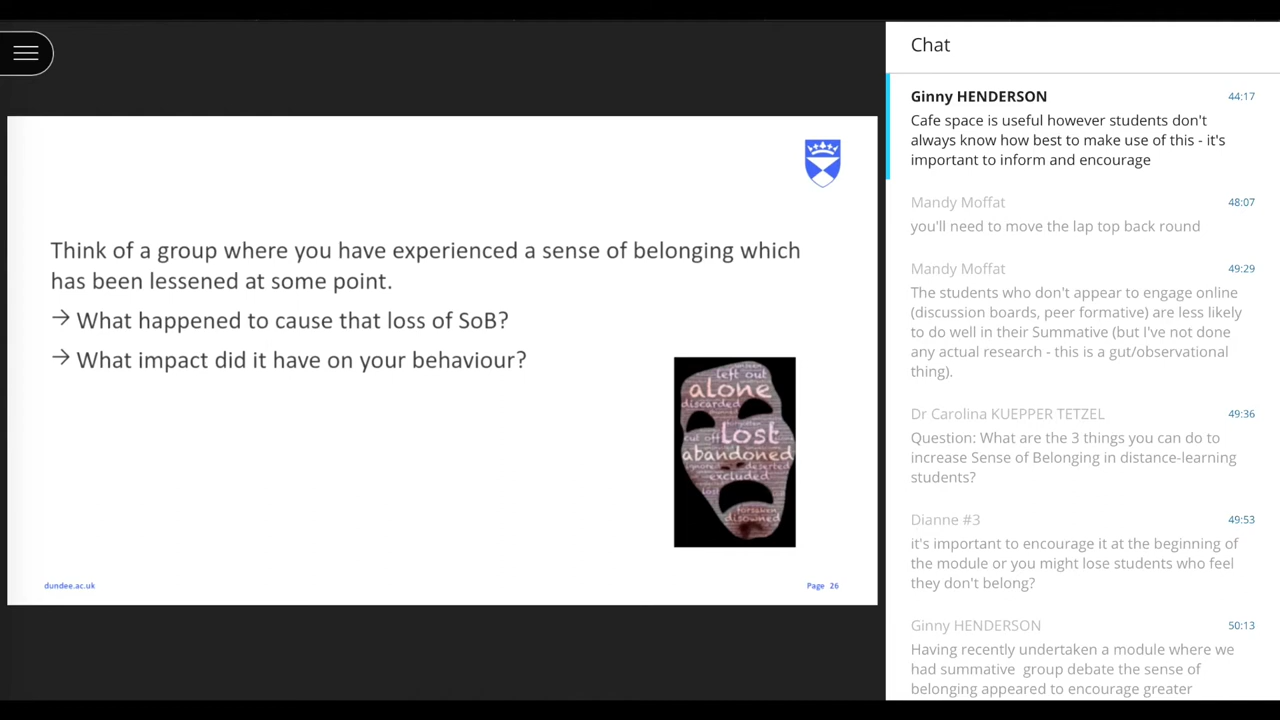 Think of a group where you have experienced a sense of belonging which
has been lessened at some point.
→ What happened to cause that loss of SoB?
→ What impact did it have on your behaviour?
left out
alone
discarded
cut off
lost
abandoned
ignored deserted
excluded
lost
forsaken
disowned
dundee.ac.uk
Page 26
Chat
Ginny HENDERSON 44:17
Cafe space is useful however students don't
always know how best to make use of this - it's
important to inform and encourage
Mandy Moffat 48:07
you'll need to move the lap top back round
Mandy Moffat 49:29
The students who don't appear to engage online
(discussion boards, peer formative) are less likely
to do well in their Summative (but I've not done
any actual research - this is a gut/observational
thing).
Dr Carolina KUEPPER TETZEL 49:36
Question: What are the 3 things you can do to
increase Sense of Belonging in distance-learning
students?
Dianne #3 49:53
it's important to encourage it at the beginning of
the module or you might lose students who feel
they don't belong?
Ginny HENDERSON 50:13
Having recently undertaken a module where we
had summative group debate the sense of
belonging appeared to encourage greater